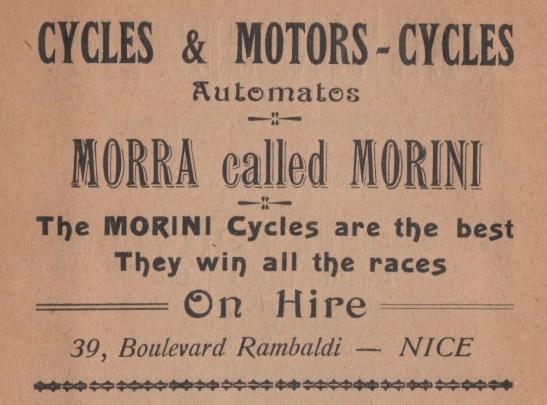 CYCLES & MOTORS-CYCLES
Automatos
MORRA called MORINI
The MORINI Cycles are the best
They win all the races
On Hire
39, Boulevard Rambaldi — NICE